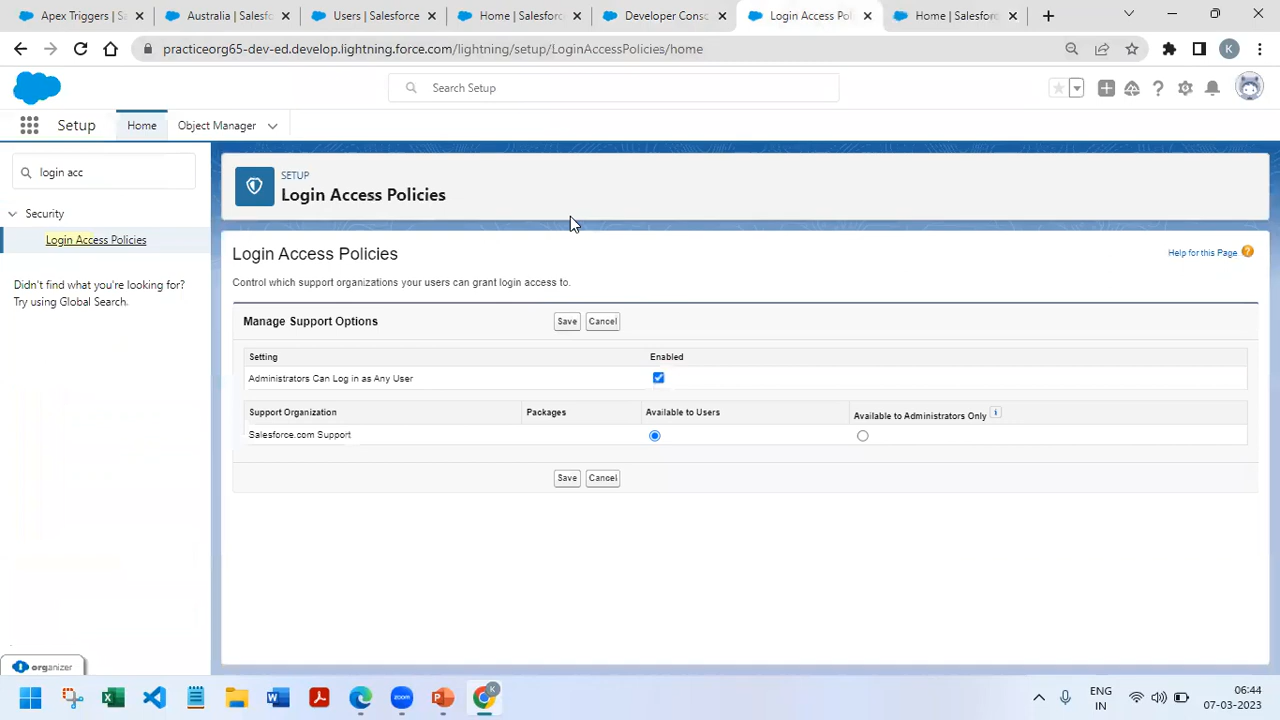 Apex Triggers | S
Australia | Salesf
Users | Salesforce
Home | Salesforc
Developer Consc
Login Access Pol
Home | Salesforc
practiceorg65-dev-ed.develop.lightning.force.com/lightning/setup/LoginAccessPolicies/home
K
Search Setup
Setup
Home
Object Manager
login acc
Security
Login Access Policies
Didn't find what you're looking for?
Try using Global Search.
SETUP
Login Access Policies
Login Access Policies
Help for this Page
Control which support organizations your users can grant login access to.
Manage Support Options
Save
Cancel
Setting
Enabled
Administrators Can Log in as Any User
Support Organization
Packages
Available to Users
Available to Administrators Only
i
Salesforce.com Support
Save
Cancel
organizer
zoom
K
ENG
IN
06:44
07-03-2023